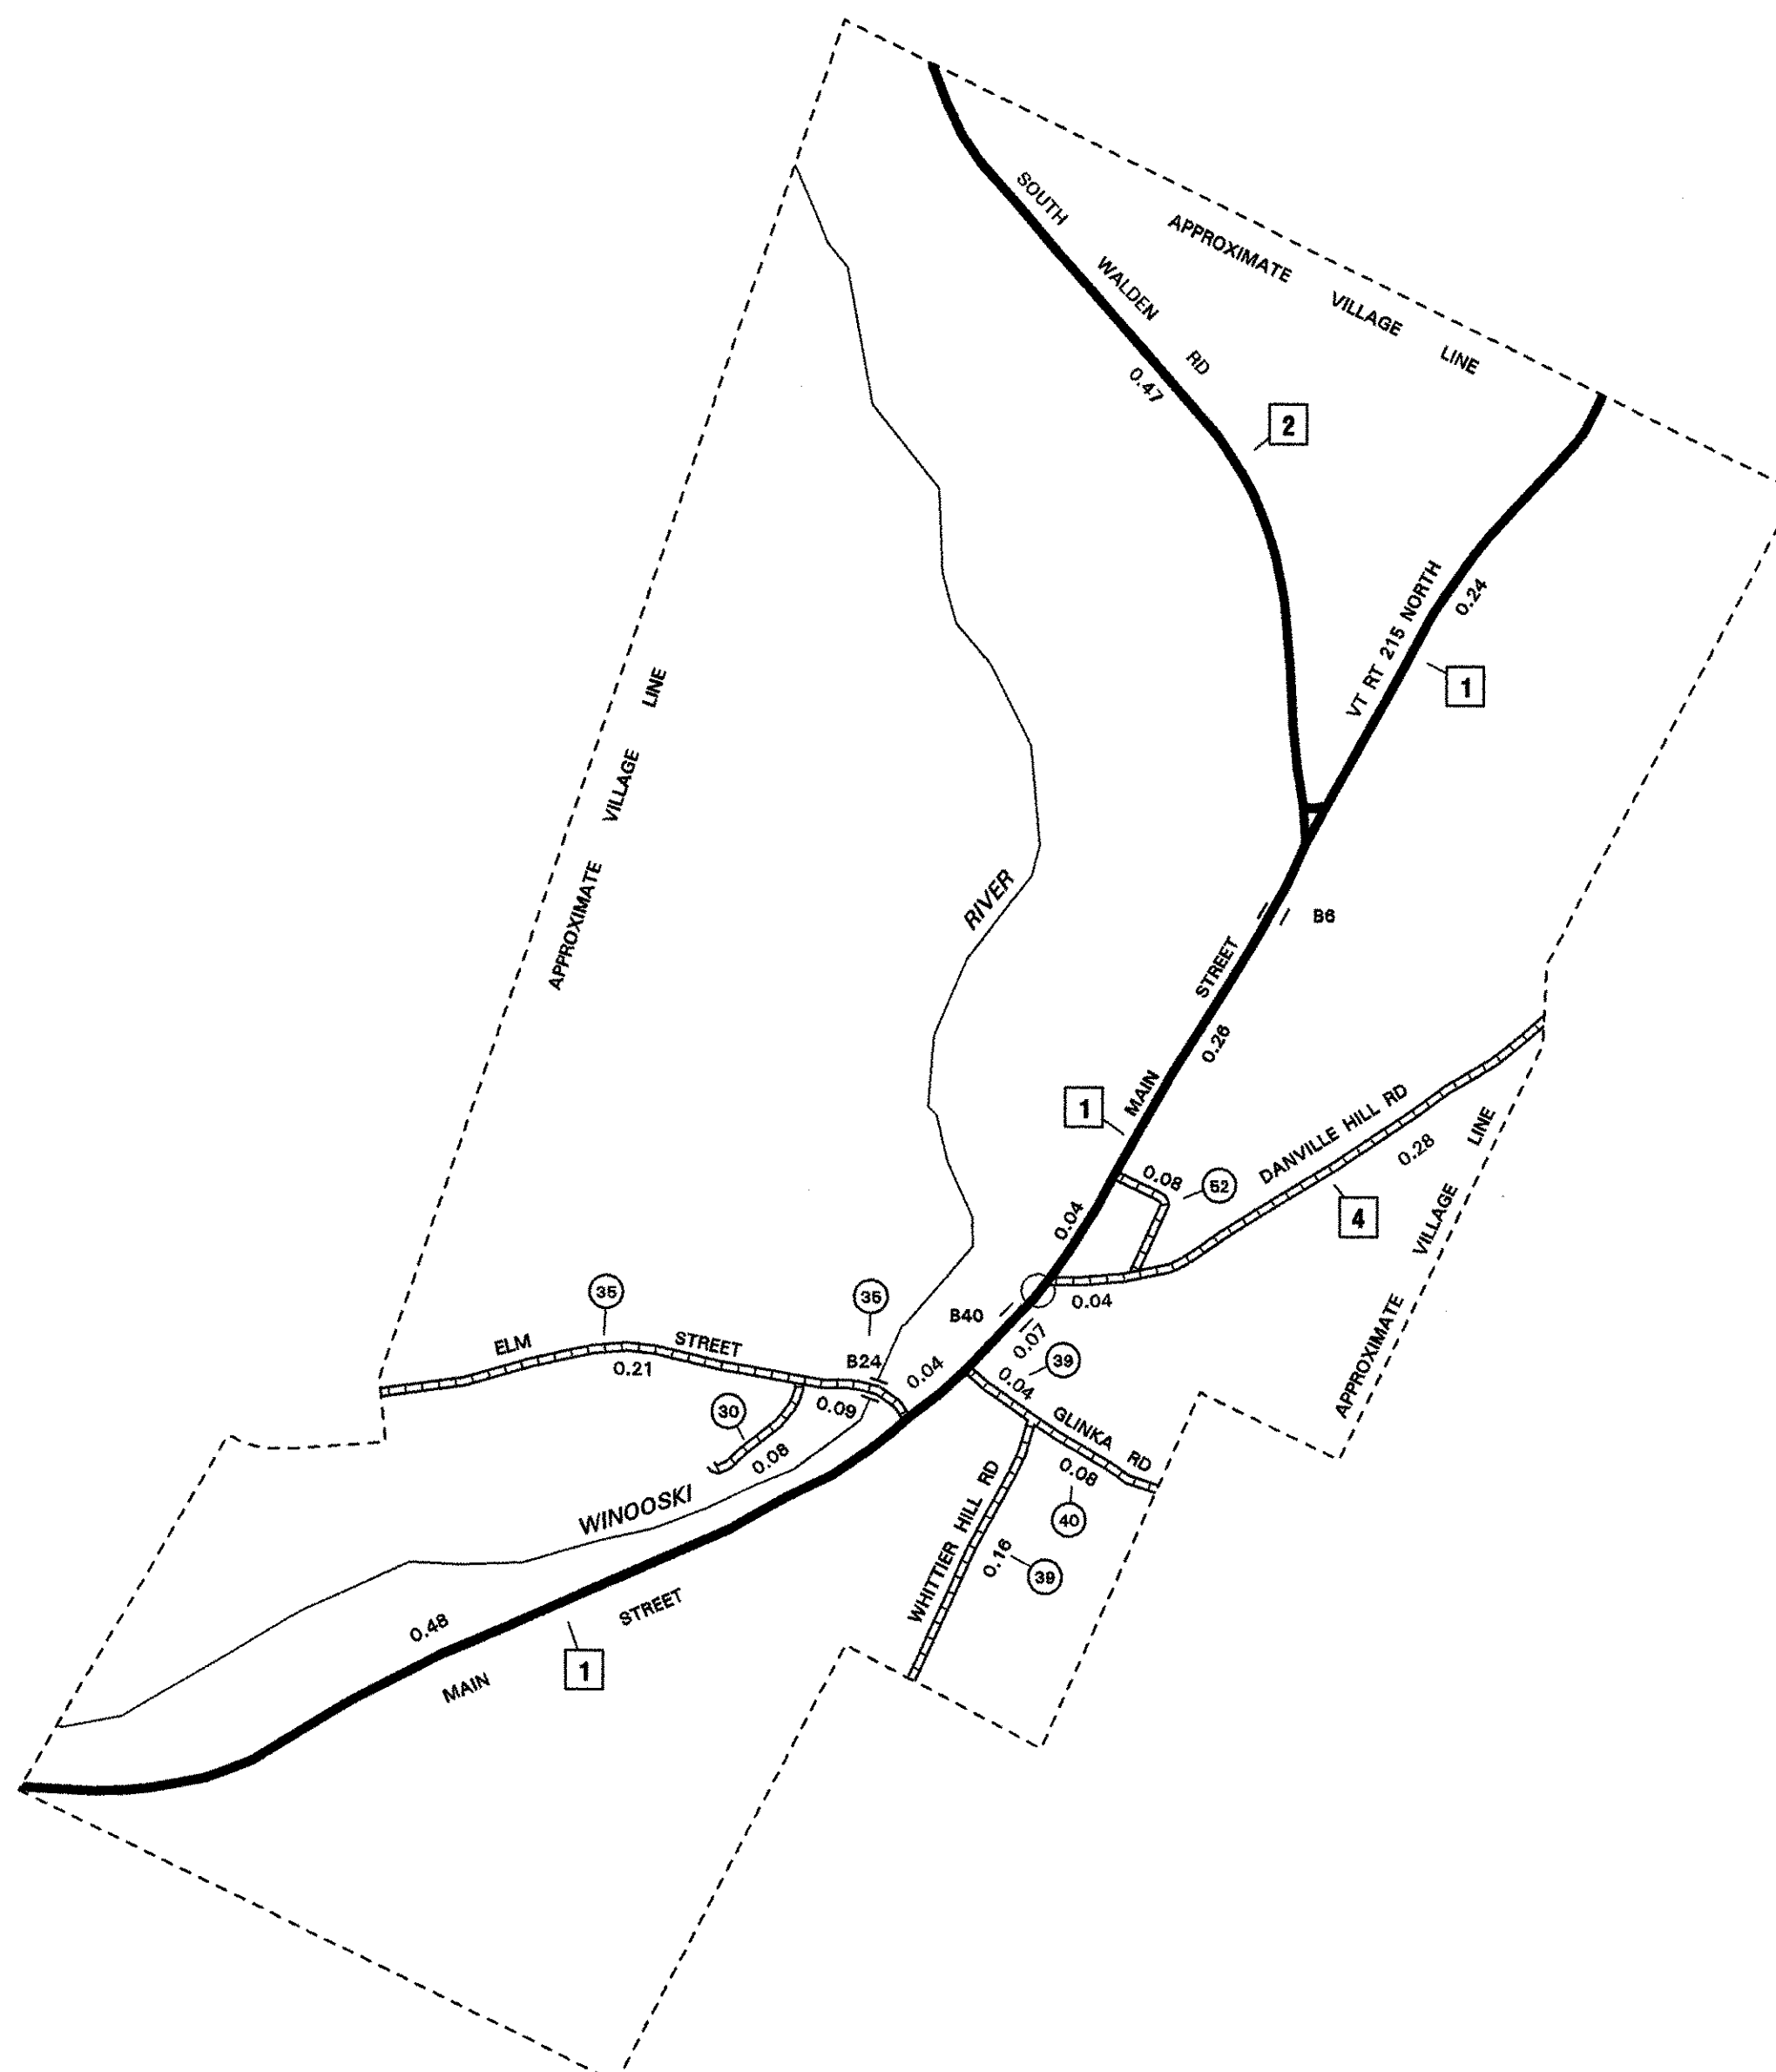 SOUTH WALDEN RD
0.47
APPROXIMATE VILLAGE LINE
2
VT RT 215 NORTH
0.24
1
APPROXIMATE VILLAGE LINE
RIVER
B6
MAIN STREET
0.26
1
DANVILLE HILL RD
0.28
4
0.08
52
0.04
0.04
APPROXIMATE VILLAGE LINE
B40
0.07
35
35
ELM STREET
0.21
B24
0.04
0.09
30
0.08
39
0.04
GLINKA RD
0.08
40
WHITTIER HILL RD
0.16
39
WINOOSKI
0.48
MAIN STREET
1